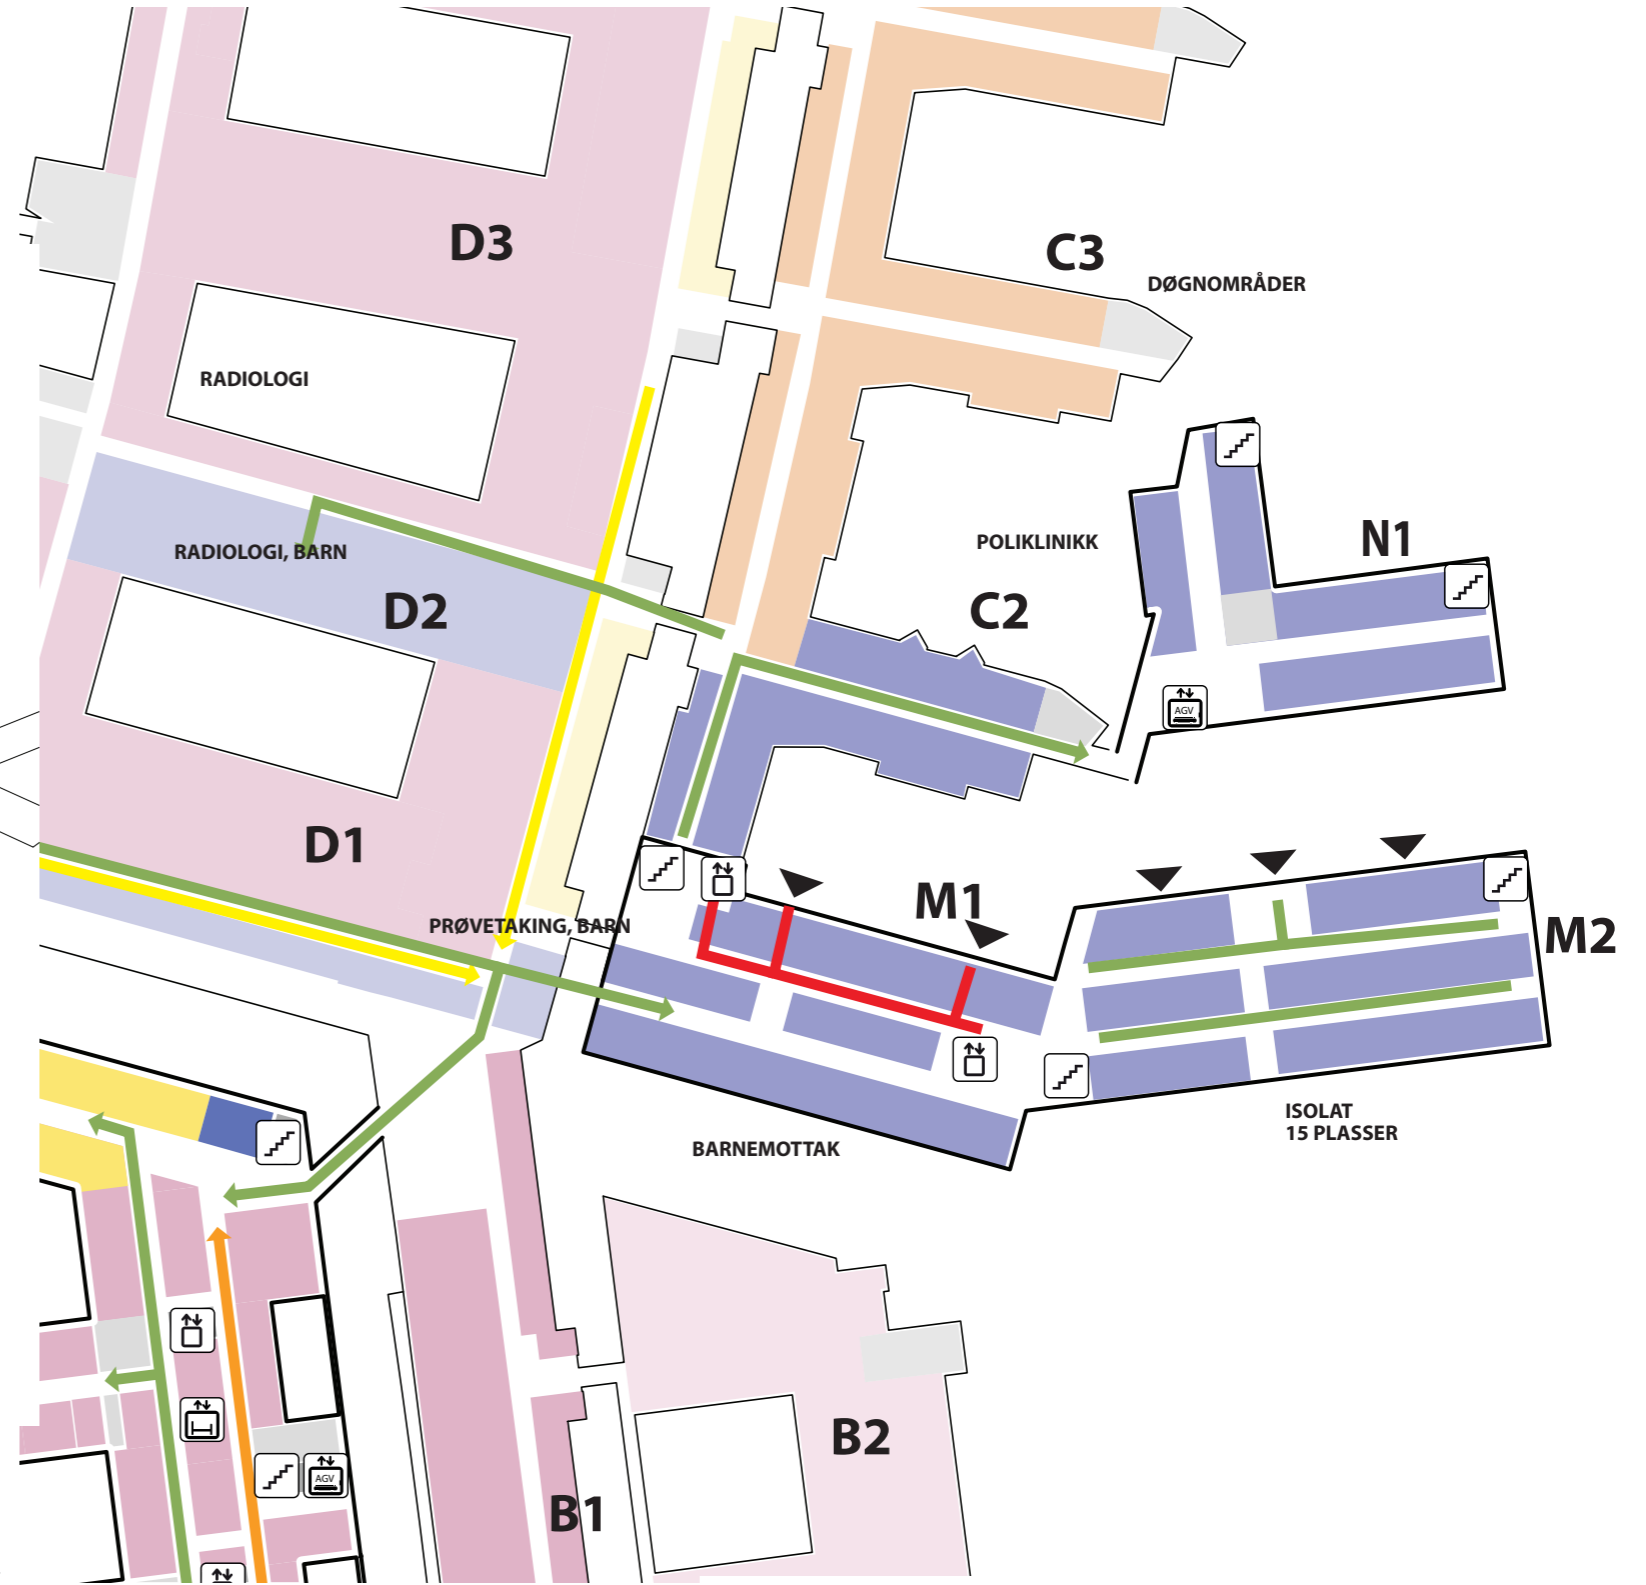 D3
C3
DØGNOMRÅDER
RADIOLOGI
POLIKLINIKK
N1
RADIOLOGI, BARN
D2
C2
AGV
D1
M1
PRØVETAKING, BARN
M2
ISOLAT
15 PLASSER
BARNEMOTTAK
B2
AGV
B1